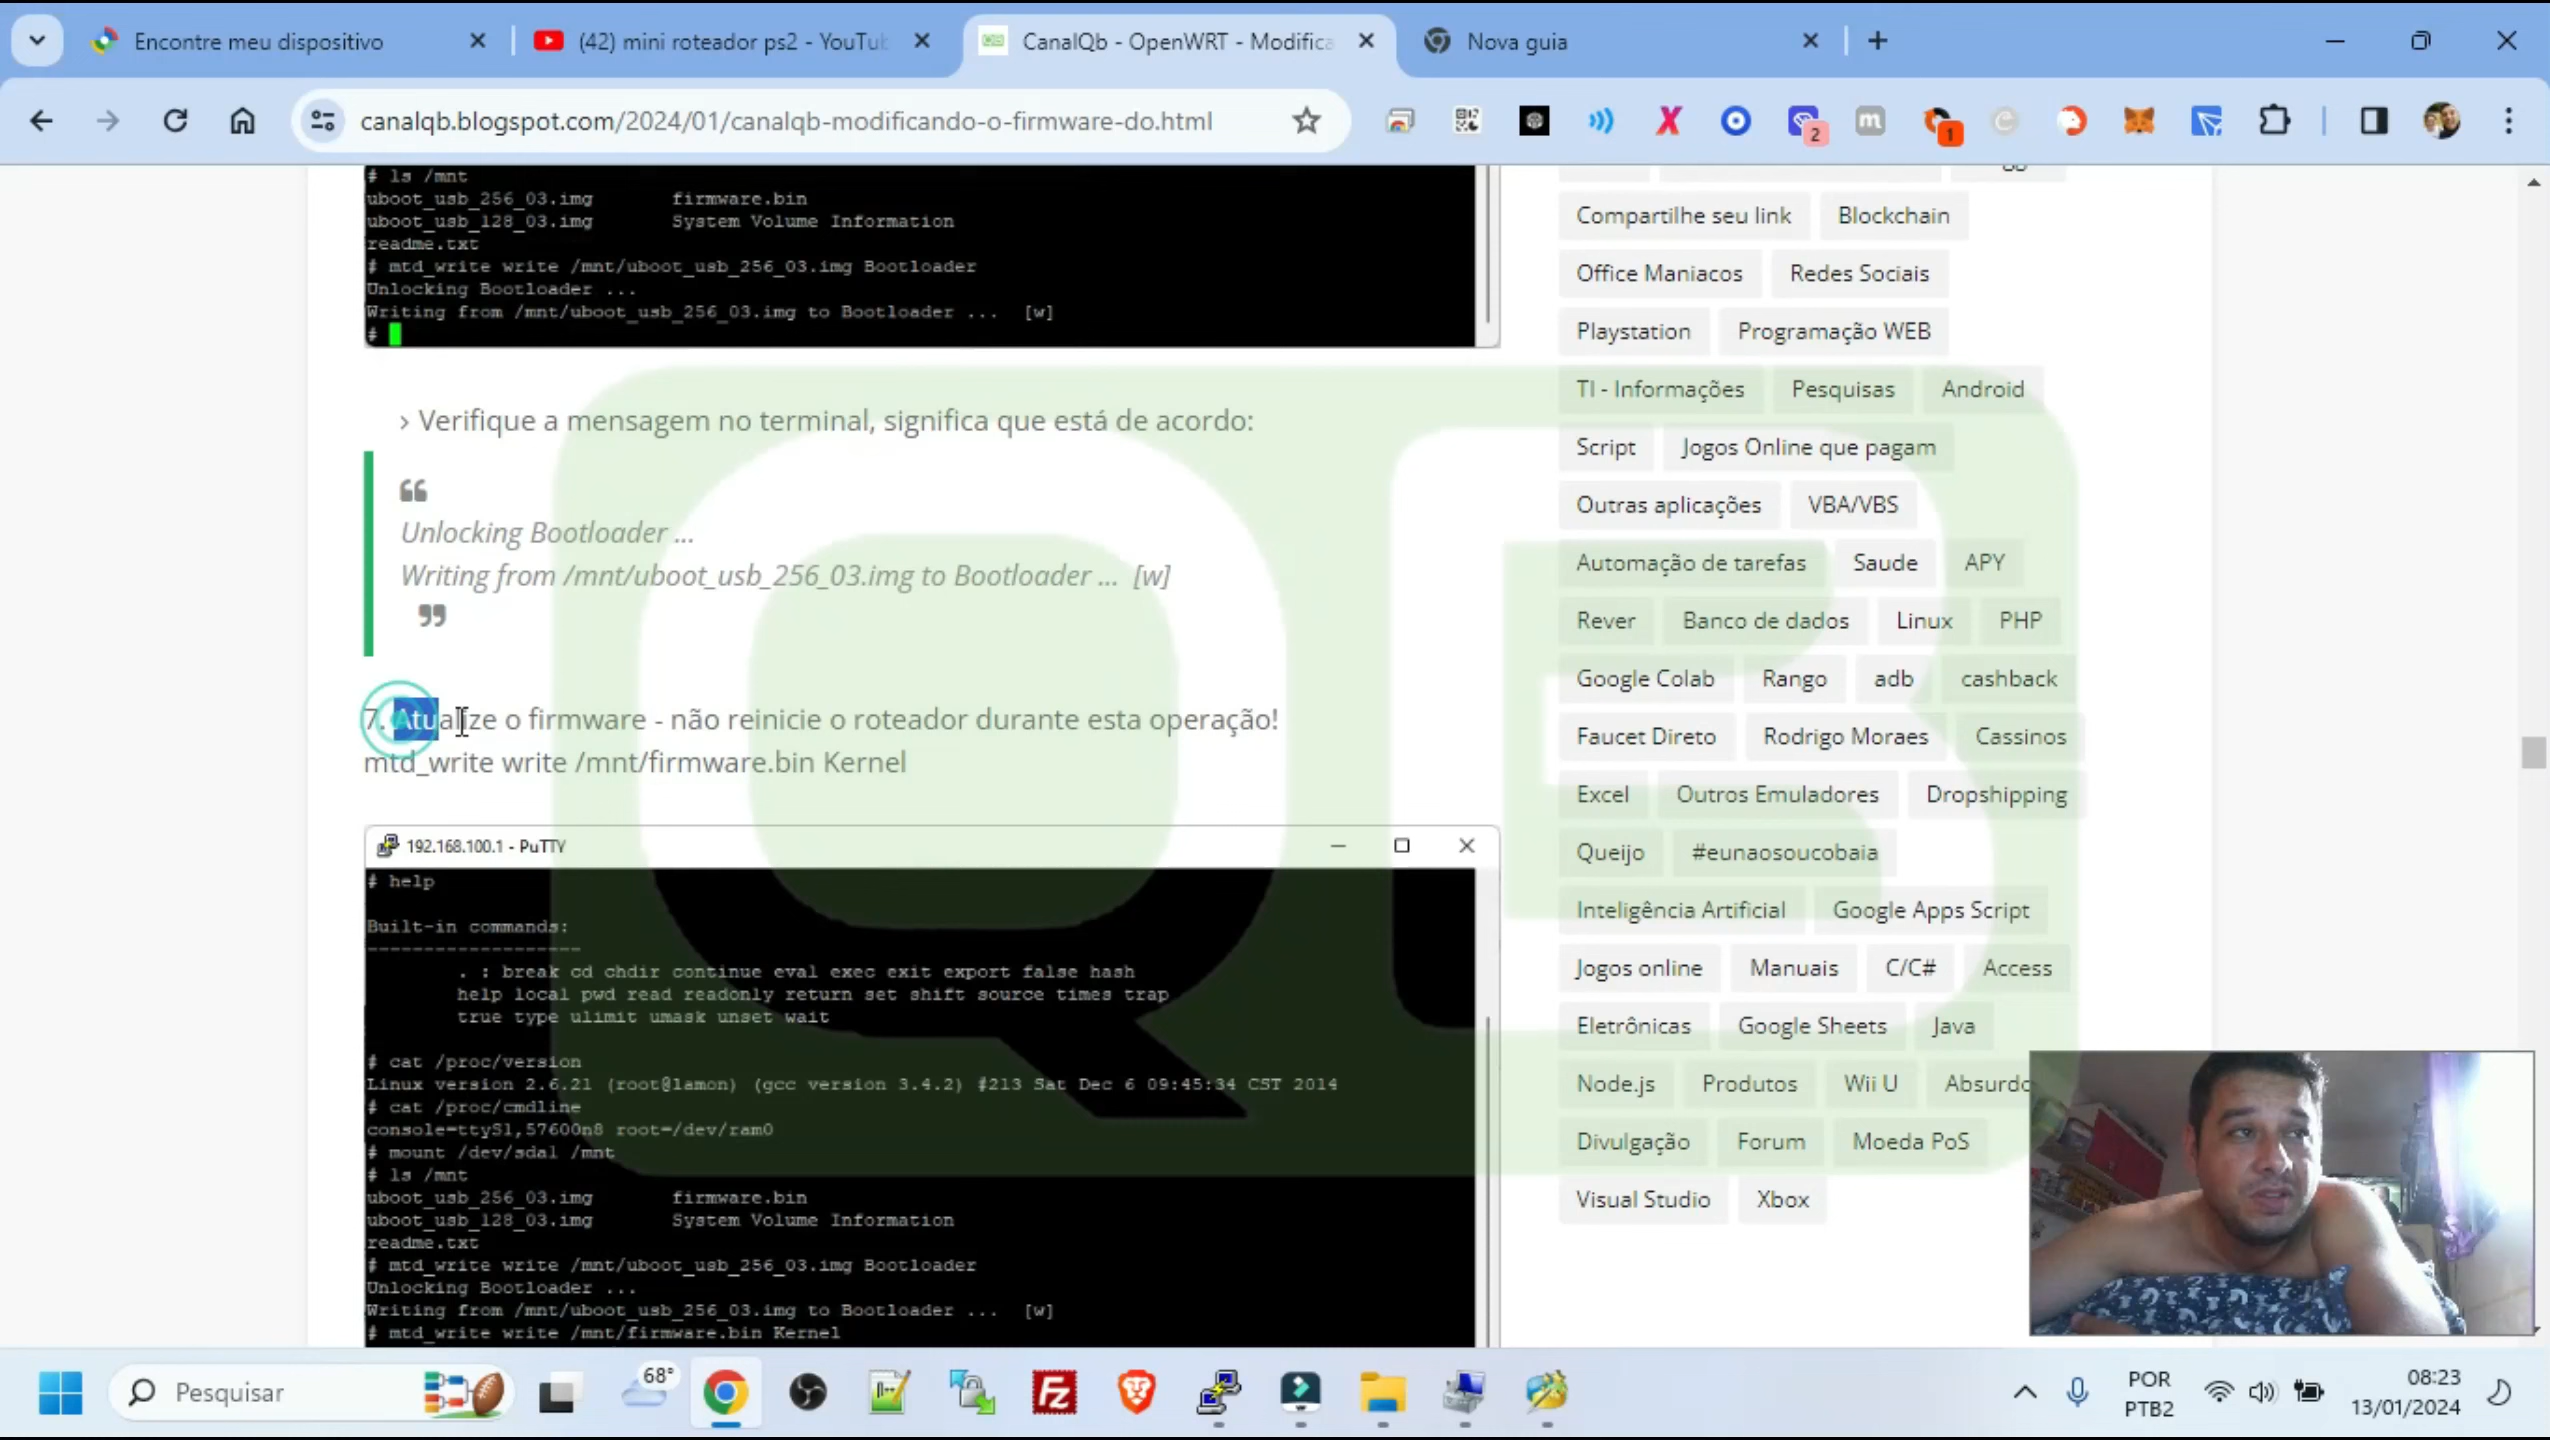 Encontre meu dispositivo
(42) mini roteador ps2 - YouTu
CanalQb - OpenWRT - Modifica
Nova guia
canalqb.blogspot.com/2024/01/canalqb-modificando-o-firmware-do.html
2
m
1
# ls /mnt
uboot_usb_256_03.img firmware.bin
uboot_usb_128_03.img System Volume Information
readme.txt
# mtd_write write /mnt/uboot_usb_256_03.img Bootloader
Unlocking Bootloader ...
Writing from /mnt/uboot_usb_256_03.img to Bootloader ... [w]
#
› Verifique a mensagem no terminal, significa que está de acordo:
Unlocking Bootloader ...
Writing from /mnt/uboot_usb_256_03.img to Bootloader ... [w]
7. Atualize o firmware - não reinicie o roteador durante esta operação!
mtd_write write /mnt/firmware.bin Kernel
192.168.100.1 - PuTTY
# help
Built-in commands:
-------------------
. : break cd chdir continue eval exec exit export false hash
help local pwd read readonly return set shift source times trap
true type ulimit umask unset wait
# cat /proc/version
Linux version 2.6.21 (root@lamon) (gcc version 3.4.2) #213 Sat Dec 6 09:45:34 CST 2014
# cat /proc/cmdline
console=ttyS1,57600n8 root=/dev/ram0
# mount /dev/sda1 /mnt
# ls /mnt
uboot_usb_256_03.img firmware.bin
uboot_usb_128_03.img System Volume Information
readme.txt
# mtd_write write /mnt/uboot_usb_256_03.img Bootloader
Unlocking Bootloader ...
Writing from /mnt/uboot_usb_256_03.img to Bootloader ... [w]
# mtd_write write /mnt/firmware.bin Kernel
Compartilhe seu link Blockchain
Office Maniacos Redes Sociais
Playstation Programação WEB
TI - Informações Pesquisas Android
Script Jogos Online que pagam
Outras aplicações VBA/VBS
Automação de tarefas Saude APY
Rever Banco de dados Linux PHP
Google Colab Rango adb cashback
Faucet Direto Rodrigo Moraes Cassinos
Excel Outros Emuladores Dropshipping
Queijo #eunaosoucobaia
Inteligência Artificial Google Apps Script
Jogos online Manuais C/C# Access
Eletrônicas Google Sheets Java
Node.js Produtos Wii U Absurdo
Divulgação Forum Moeda PoS
Visual Studio Xbox
Pesquisar
68°
Fz
POR
PTB2
08:23
13/01/2024